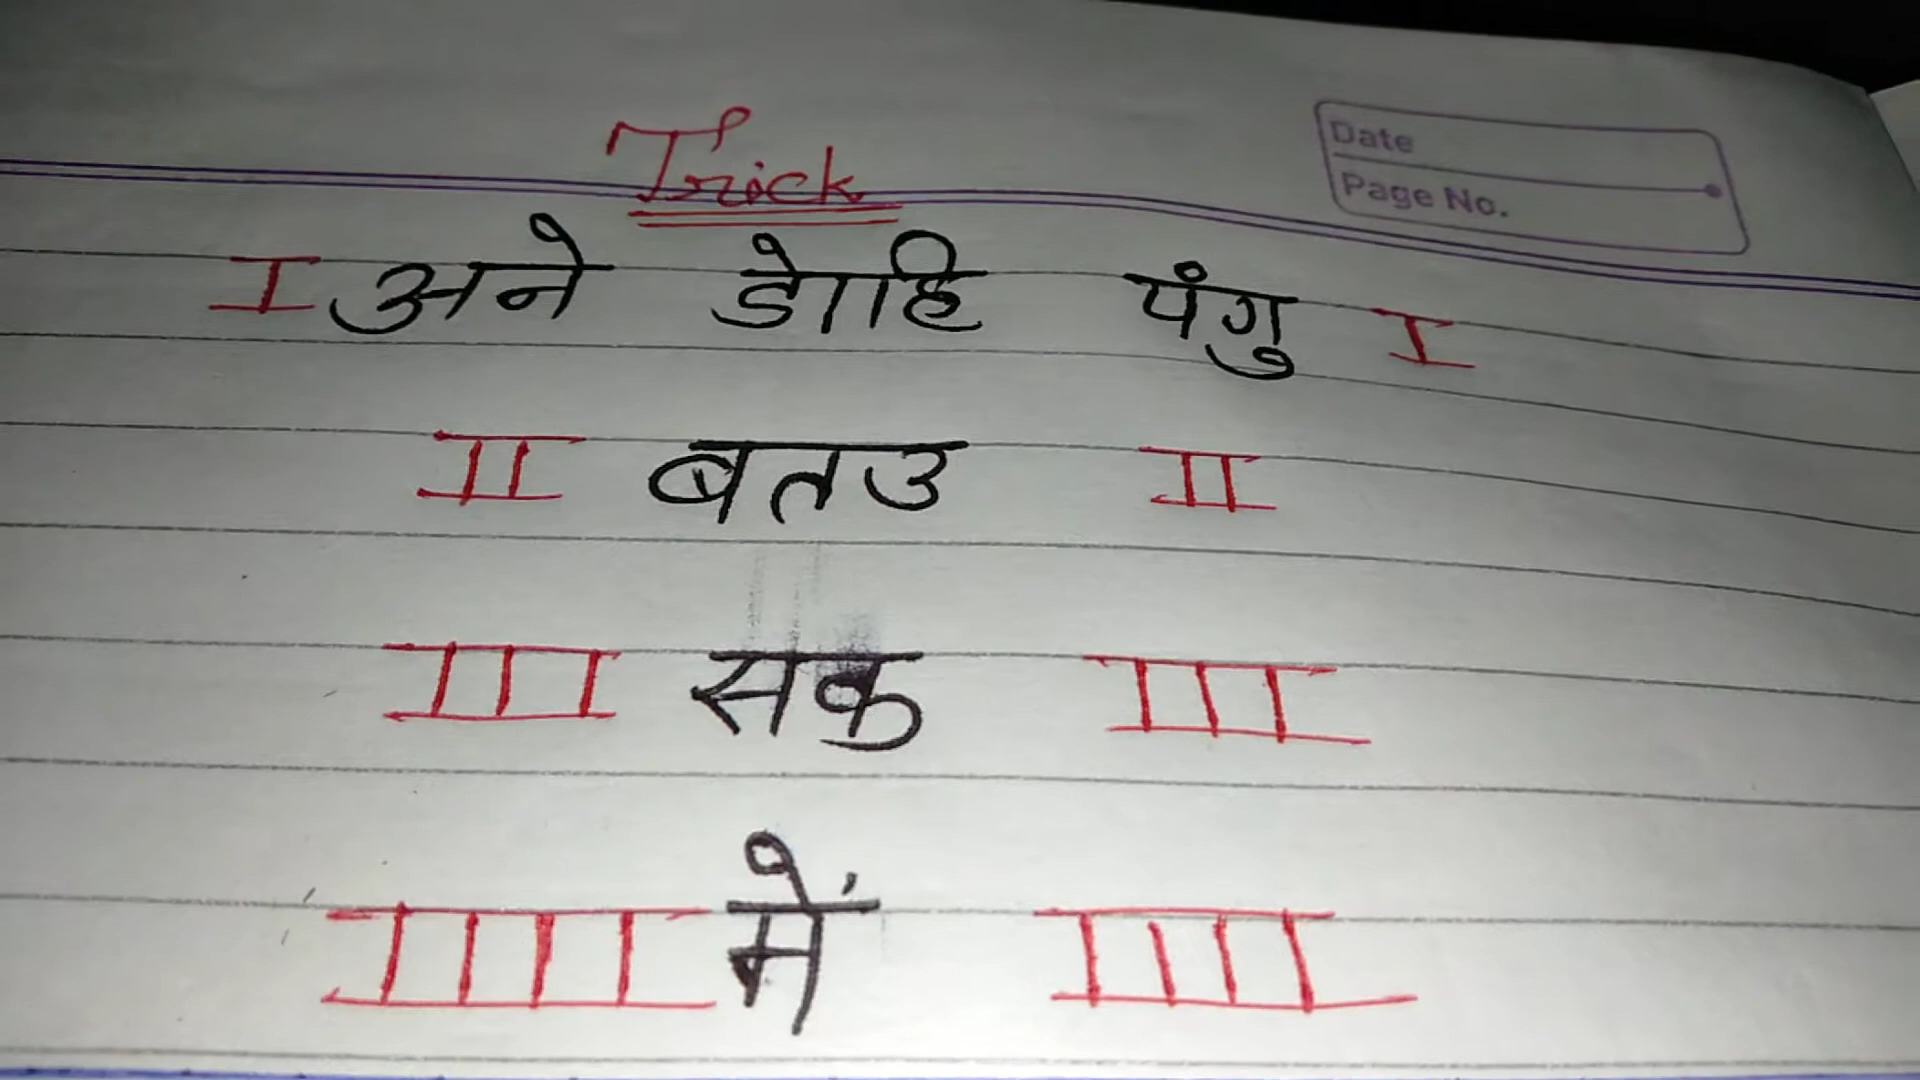 Trick
Date
Page No.
I अने डोहि पंगु I
II बतउ II
III सक III
IIII में IIII